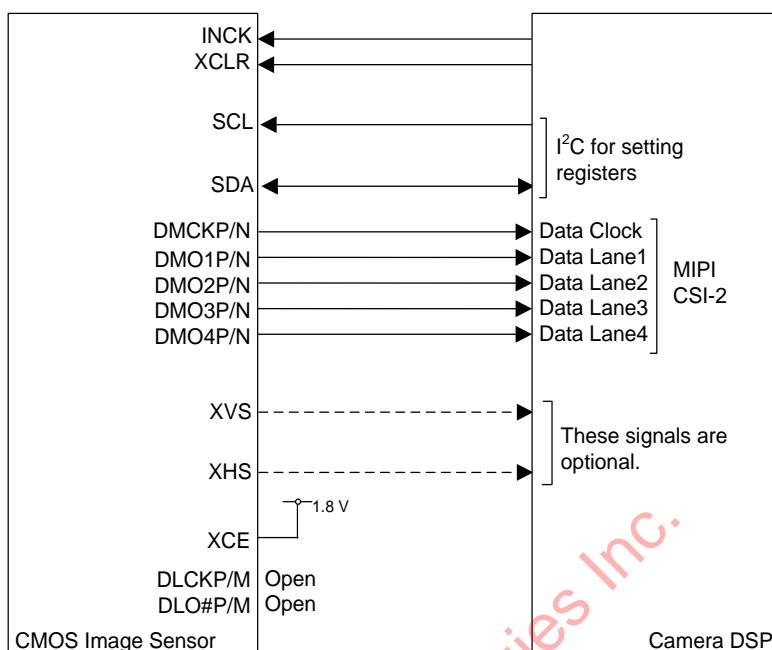 INCK
XCLR
SCL
SDA
I²C for setting
registers
DMCKP/N
Data Clock
DMO1P/N
Data Lane1
DMO2P/N
Data Lane2
DMO3P/N
Data Lane3
DMO4P/N
Data Lane4
MIPI
CSI-2
XVS
XHS
These signals are
optional.
1.8 V
XCE
DLCKP/M Open
DLO#P/M Open
CMOS Image Sensor
Camera DSP
Inc.